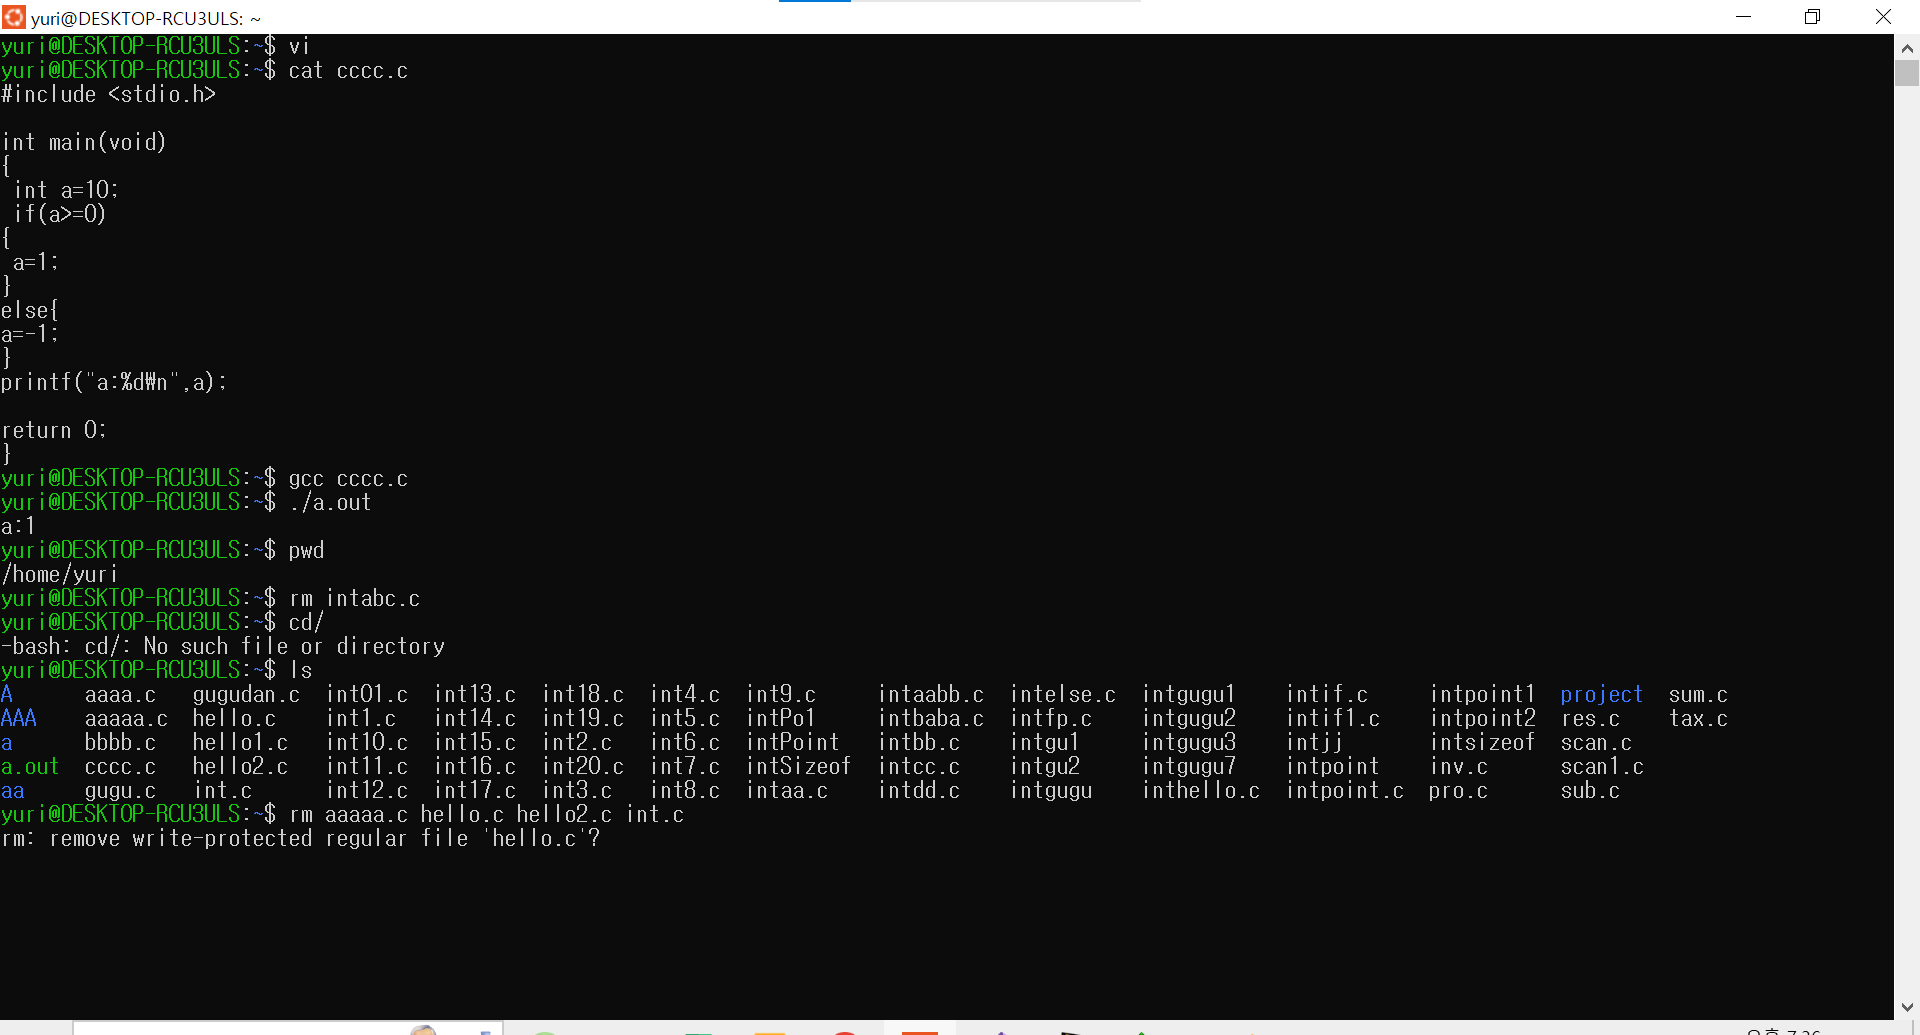 yuri@DESKTOP-RCU3ULS: ~
yuri@DESKTOP-RCU3ULS:~$ vi
yuri@DESKTOP-RCU3ULS:~$ cat cccc.c
#include <stdio.h>
int main(void)
{
 int a=10;
 if(a>=0)
{
 a=1;
}
else{
a=-1;
}
printf("a:%d₩n",a);
return 0;
}
yuri@DESKTOP-RCU3ULS:~$ gcc cccc.c
yuri@DESKTOP-RCU3ULS:~$ ./a.out
a:1
yuri@DESKTOP-RCU3ULS:~$ pwd
/home/yuri
yuri@DESKTOP-RCU3ULS:~$ rm intabc.c
yuri@DESKTOP-RCU3ULS:~$ cd/
-bash: cd/: No such file or directory
yuri@DESKTOP-RCU3ULS:~$ ls
A      aaaa.c   gugudan.c  int01.c  int13.c  int18.c  int4.c  int9.c     intaabb.c  intelse.c  intgugu1    intif.c     intpoint1  project  sum.c
AAA    aaaaa.c  hello.c    int1.c   int14.c  int19.c  int5.c  intPo1     intbaba.c  intfp.c    intgugu2    intif1.c    intpoint2  res.c    tax.c
a      bbbb.c   hello1.c   int10.c  int15.c  int2.c   int6.c  intPoint   intbb.c    intgu1     intgugu3    intjj       intsizeof  scan.c
a.out  cccc.c   hello2.c   int11.c  int16.c  int20.c  int7.c  intSizeof  intcc.c    intgu2     intgugu7    intpoint    inv.c      scan1.c
aa     gugu.c   int.c      int12.c  int17.c  int3.c   int8.c  intaa.c    intdd.c    intgugu    inthello.c  intpoint.c  pro.c      sub.c
yuri@DESKTOP-RCU3ULS:~$ rm aaaaa.c hello.c hello2.c int.c
rm: remove write-protected regular file 'hello.c'?